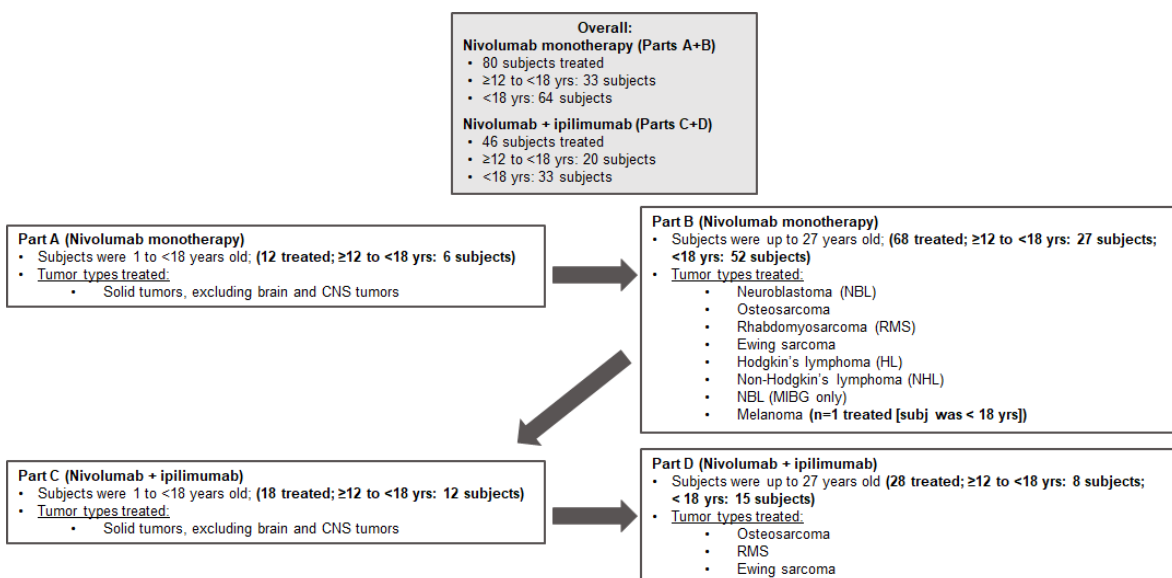 Overall:
Nivolumab monotherapy (Parts A+B)
• 80 subjects treated
• ≥12 to <18 yrs: 33 subjects
• <18 yrs: 64 subjects
Nivolumab + ipilimumab (Parts C+D)
• 46 subjects treated
• ≥12 to <18 yrs: 20 subjects
• <18 yrs: 33 subjects
Part A (Nivolumab monotherapy)
• Subjects were 1 to <18 years old; (12 treated; ≥12 to <18 yrs: 6 subjects)
• Tumor types treated:
• Solid tumors, excluding brain and CNS tumors
Part B (Nivolumab monotherapy)
• Subjects were up to 27 years old; (68 treated; ≥12 to <18 yrs: 27 subjects;
<18 yrs: 52 subjects)
• Tumor types treated:
• Neuroblastoma (NBL)
• Osteosarcoma
• Rhabdomyosarcoma (RMS)
• Ewing sarcoma
• Hodgkin's lymphoma (HL)
• Non-Hodgkin's lymphoma (NHL)
• NBL (MIBG only)
• Melanoma (n=1 treated [subj was < 18 yrs])
Part C (Nivolumab + ipilimumab)
• Subjects were 1 to <18 years old; (18 treated; ≥12 to <18 yrs: 12 subjects)
• Tumor types treated:
• Solid tumors, excluding brain and CNS tumors
Part D (Nivolumab + ipilimumab)
• Subjects were up to 27 years old (28 treated; ≥12 to <18 yrs: 8 subjects;
< 18 yrs: 15 subjects)
• Tumor types treated:
• Osteosarcoma
• RMS
• Ewing sarcoma